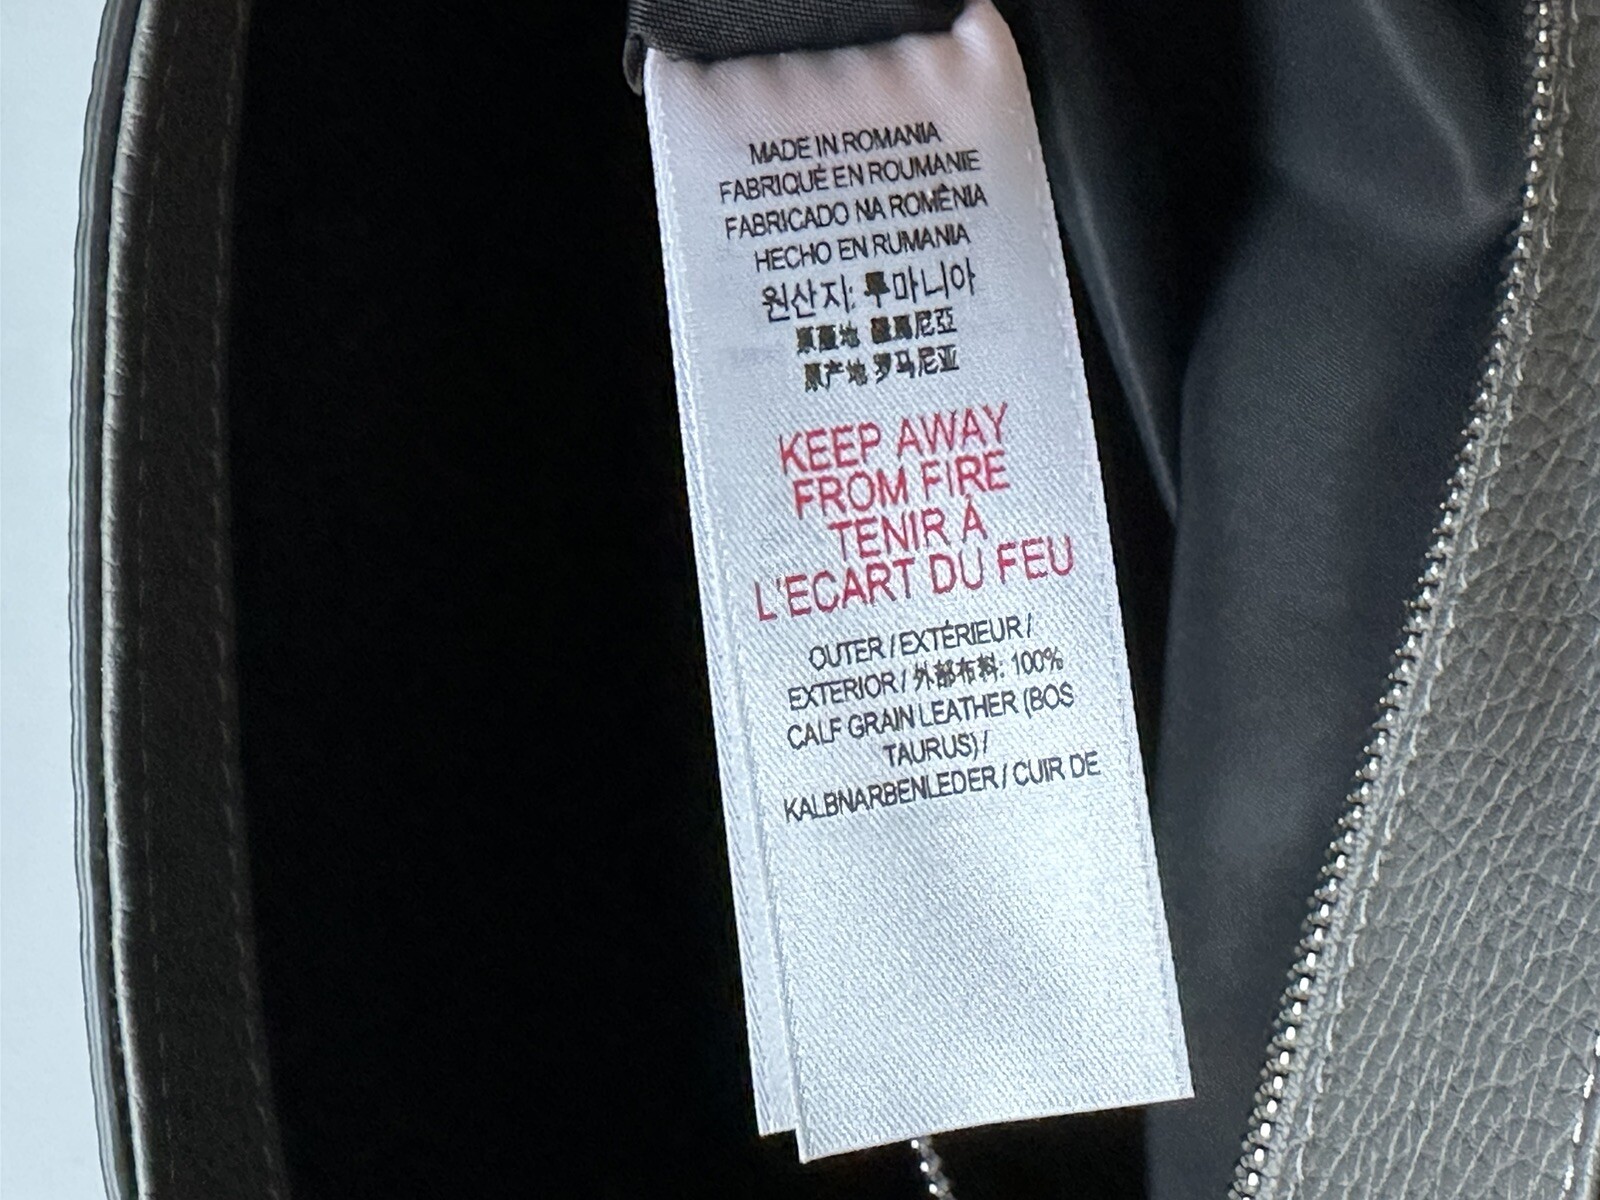 MADE IN ROMANIA
FABRIQUÉ EN ROUMANIE
FABRICADO NA ROMÊNIA
HECHO EN RUMANIA
원산지: 루마니아
原產地 羅馬尼亞
原产地 罗马尼亚
KEEP AWAY
FROM FIRE
TENIR À
L'ECART DU FEU
OUTER / EXTÉRIEUR /
EXTERIOR / 外部布料: 100%
CALF GRAIN LEATHER (BOS
TAURUS) /
KALBNARBENLEDER / CUIR DE